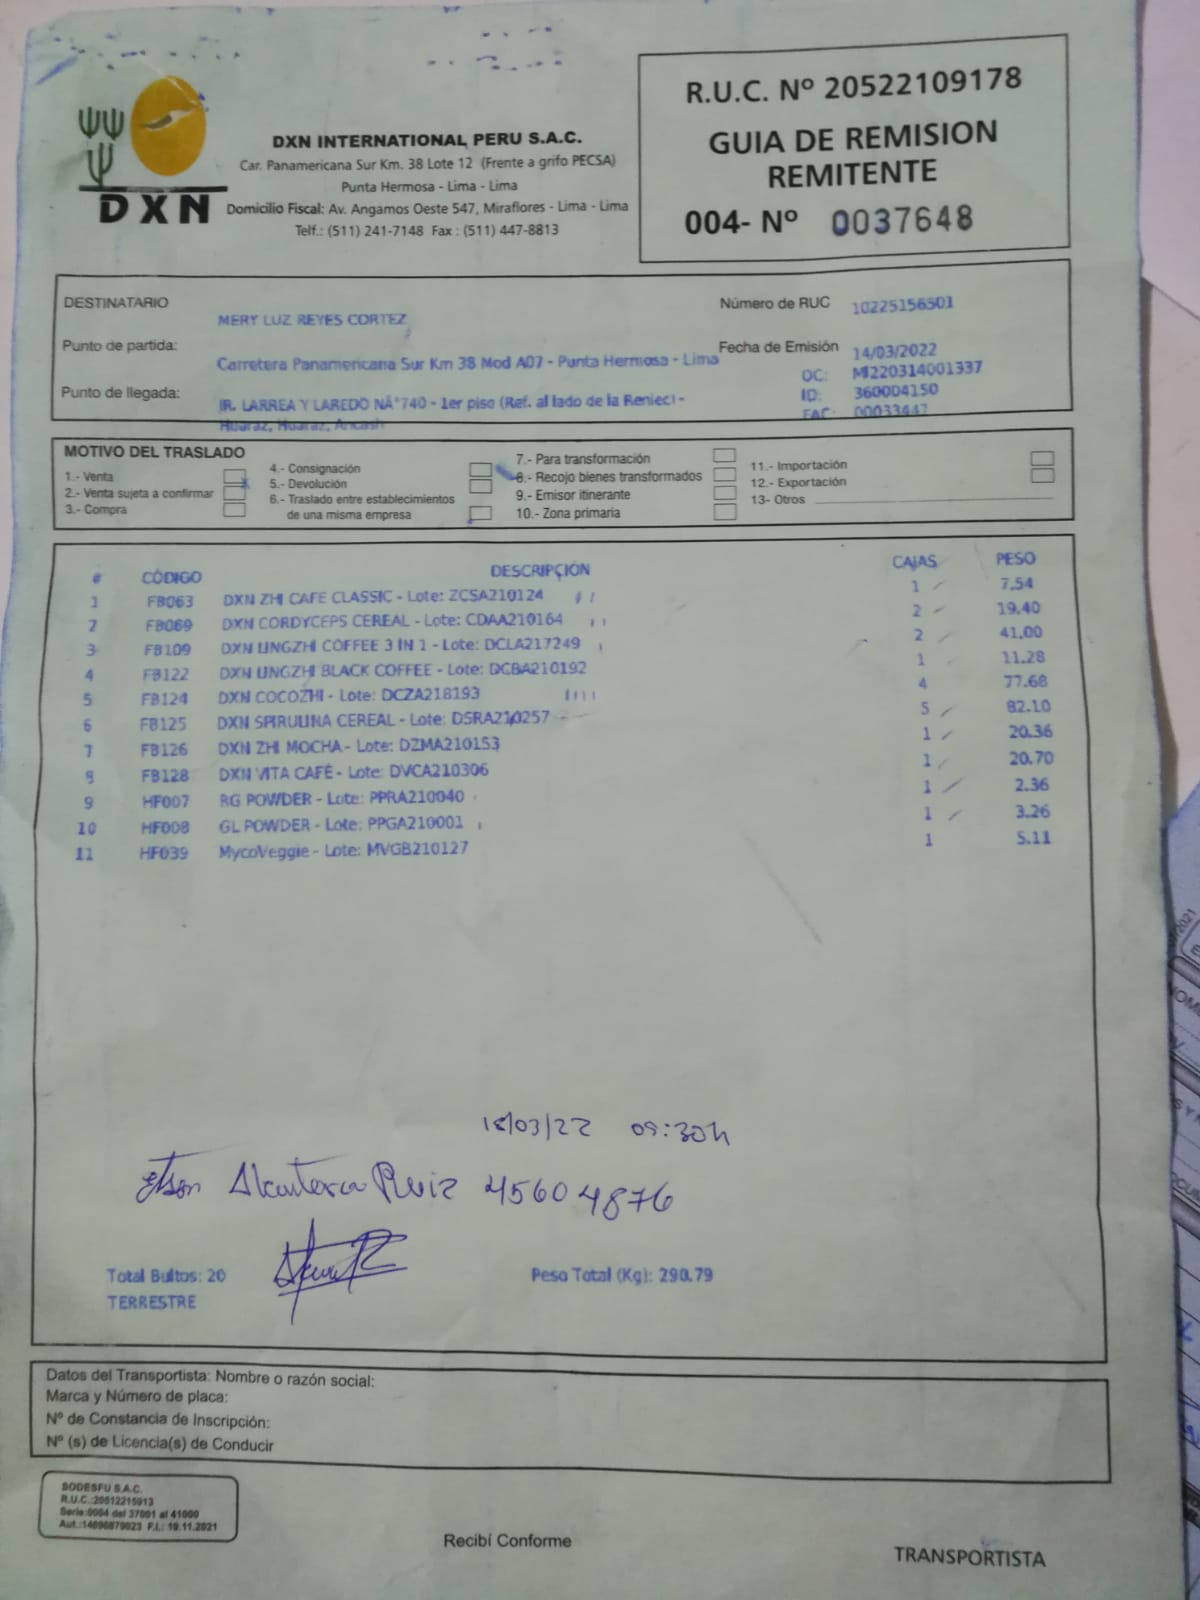 R.U.C. Nº 20522109178
GUIA DE REMISION
REMITENTE
004- Nº 0037648
DXN
DXN INTERNATIONAL PERU S.A.C.
Car. Panamericana Sur Km. 38 Lote 12 (Frente a grifo PECSA)
Punta Hermosa - Lima - Lima
Domicilio Fiscal: Av. Angamos Oeste 547, Miraflores - Lima - Lima
Telf.: (511) 241-7148 Fax : (511) 447-8813
DESTINATARIO MERY LUZ REYES CORTEZ
Número de RUC 10225156501
Punto de partida: Carretera Panamericana Sur Km 38 Mod A07 - Punta Hermosa - Lima
Fecha de Emisión 14/03/2022
OC: MI220314001337
Punto de llegada: JR. LARREA Y LAREDO NÂ°740 - 1er piso (Ref. al lado de la Reniec) -
Huaraz, Huaraz, Ancash
ID: 360004150
FAC: 00033447
MOTIVO DEL TRASLADO
1.- Venta
2.- Venta sujeta a confirmar
3.- Compra
4.- Consignación
5.- Devolución
6.- Traslado entre establecimientos
de una misma empresa
7.- Para transformación
8.- Recojo bienes transformados
9.- Emisor itinerante
10.- Zona primaria
11.- Importación
12.- Exportación
13- Otros
# CÓDIGO DESCRIPCIÓN CAJAS PESO
1 FB063 DXN ZHI CAFE CLASSIC - Lote: ZCSA210124 1 7.54
2 FB069 DXN CORDYCEPS CEREAL - Lote: CDAA210164 2 19.40
3 FB109 DXN LINGZHI COFFEE 3 IN 1 - Lote: DCLA217249 2 41.00
4 FB122 DXN LINGZHI BLACK COFFEE - Lote: DCBA210192 1 11.28
5 FB124 DXN COCOZHI - Lote: DCZA218193 4 77.68
6 FB125 DXN SPIRULINA CEREAL - Lote: DSRA210257 5 82.10
7 FB126 DXN ZHI MOCHA - Lote: DZMA210153 1 20.36
8 FB128 DXN VITA CAFÉ - Lote: DVCA210306 1 20.70
9 HF007 RG POWDER - Lote: PPRA210040 1 2.36
10 HF008 GL POWDER - Lote: PPGA210001 1 3.26
11 HF039 MycoVeggie - Lote: MVGB210127 1 5.11
18/03/22 09:30h
Alcantara Ruiz 45604876
Total Bultos: 20
Peso Total (Kg): 290.79
TERRESTRE
Datos del Transportista: Nombre o razón social:
Marca y Número de placa:
Nº de Constancia de Inscripción:
Nº (s) de Licencia(s) de Conducir
SODESFU S.A.C.
R.U.C.:20512215913
Serie:0004 del 37001 al 41000
Aut.:14696879023 F.I.: 19.11.2021
Recibí Conforme
TRANSPORTISTA